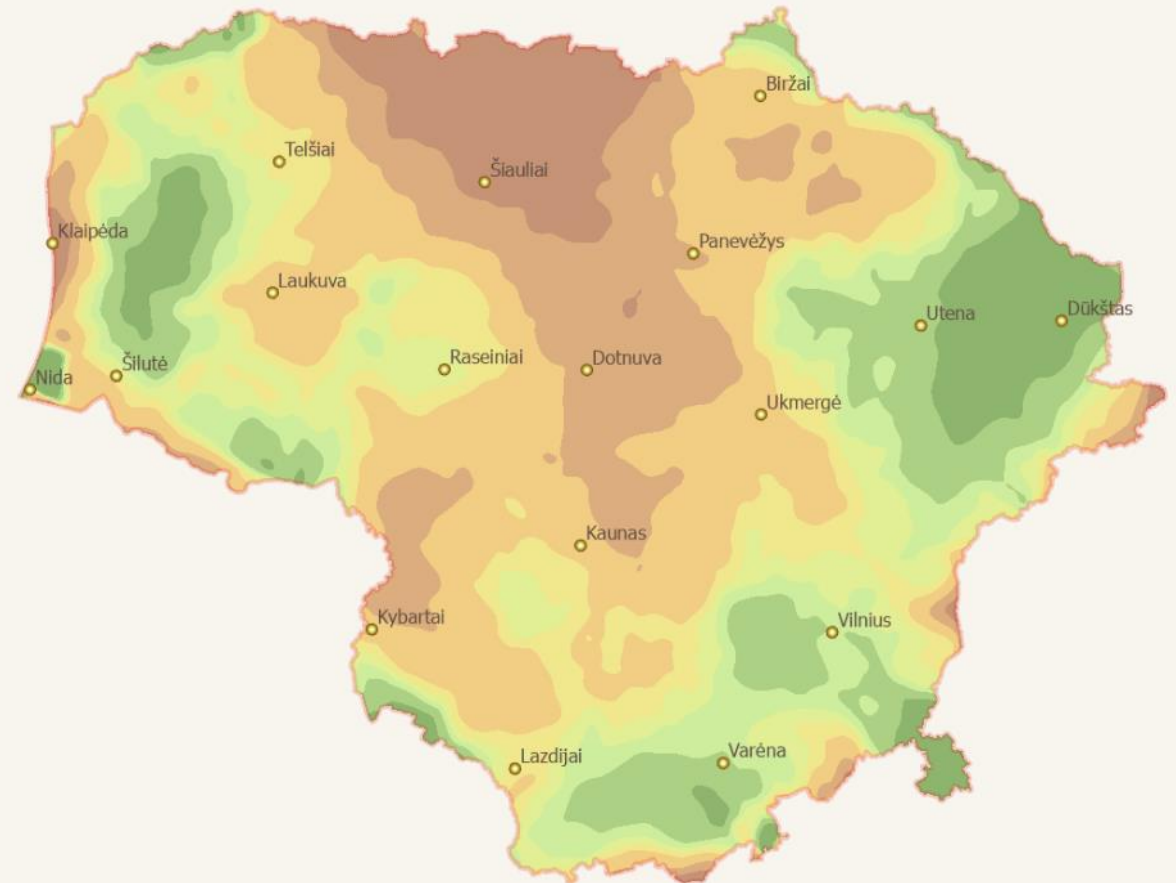 Biržai
Telšiai
Šiauliai
Klaipėda
Panevėžys
Laukuva
Utena
Dūkštas
Raseiniai
Dotnuva
Šilutė
Nida
Ukmergė
Kaunas
Kybartai
Vilnius
Lazdijai
Varėna